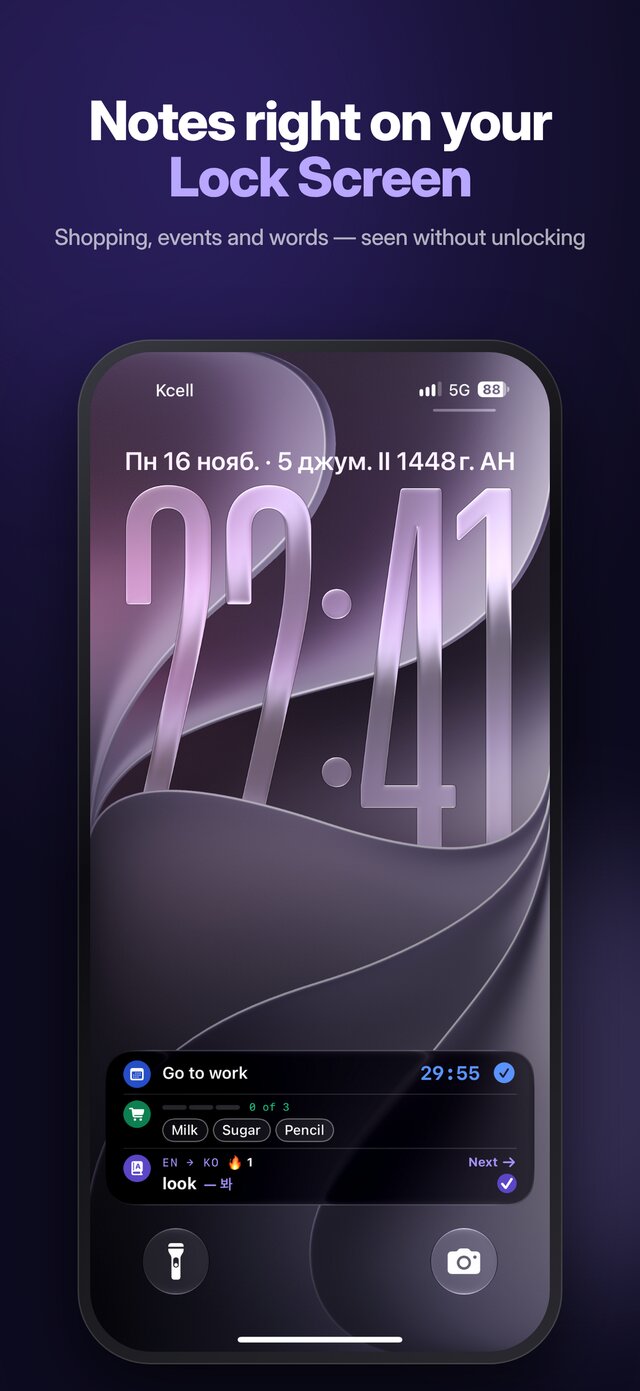 Notes right on your
Lock Screen
Shopping, events and words — seen without unlocking
Kcell 5G 88
Пн 16 нояб. · 5 джум. II 1448 г. АН
22:41
Go to work 29:55
0 of 3
Milk Sugar Pencil
EN → KO 🔥 1 Next →
look — 봐